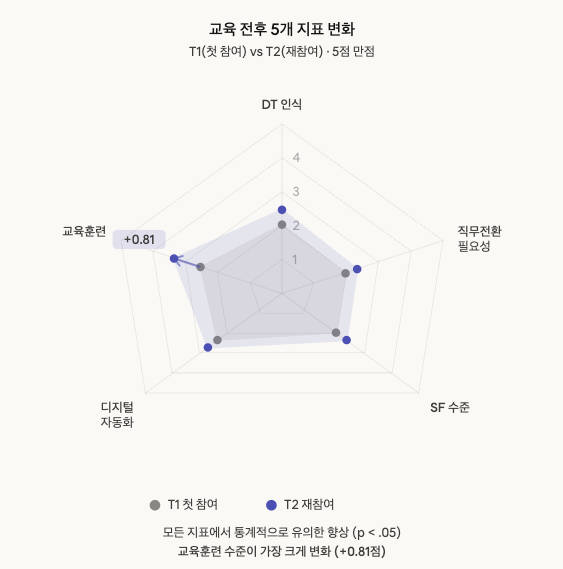 교육 전후 5개 지표 변화
T1(첫 참여) vs T2(재참여) · 5점 만점
DT 인식
4
3
2
1
교육훈련
+0.81
직무전환
필요성
디지털
자동화
SF 수준
T1 첫 참여
T2 재참여
모든 지표에서 통계적으로 유의한 향상 (p < .05)
교육훈련 수준이 가장 크게 변화 (+0.81점)